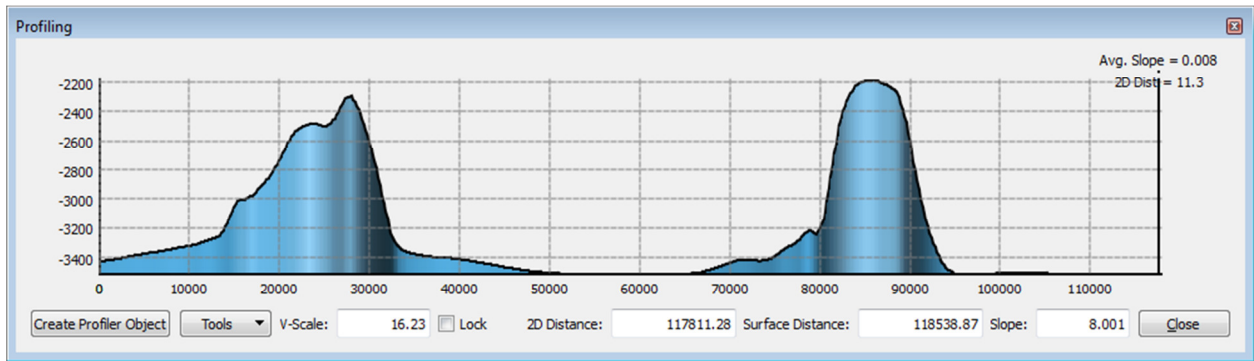 Profiling
Avg. Slope = 0.008
2D Dist = 11.3
-2200
-2400
-2600
-2800
-3000
-3200
-3400
0 10000 20000 30000 40000 50000 60000 70000 80000 90000 100000 110000
Create Profiler Object Tools V-Scale: 16.23 Lock 2D Distance: 117811.28 Surface Distance: 118538.87 Slope: 8.001 Close